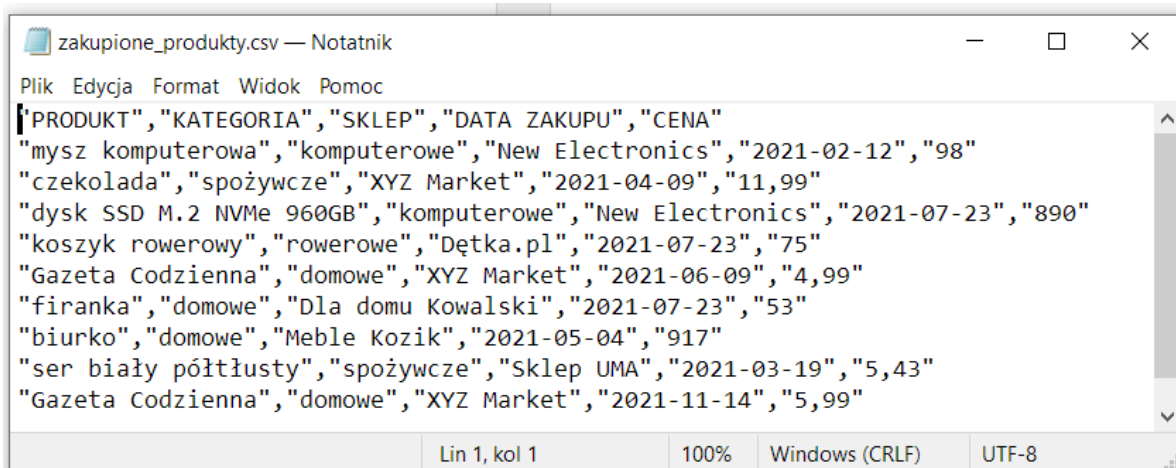 zakupione_produkty.csv — Notatnik
Plik Edycja Format Widok Pomoc
"PRODUKT","KATEGORIA","SKLEP","DATA ZAKUPU","CENA"
"mysz komputerowa","komputerowe","New Electronics","2021-02-12","98"
"czekolada","spożywcze","XYZ Market","2021-04-09","11,99"
"dysk SSD M.2 NVMe 960GB","komputerowe","New Electronics","2021-07-23","890"
"koszyk rowerowy","rowerowe","Dętka.pl","2021-07-23","75"
"Gazeta Codzienna","domowe","XYZ Market","2021-06-09","4,99"
"firanka","domowe","Dla domu Kowalski","2021-07-23","53"
"biurko","domowe","Meble Kozik","2021-05-04","917"
"ser biały półtłusty","spożywcze","Sklep UMA","2021-03-19","5,43"
"Gazeta Codzienna","domowe","XYZ Market","2021-11-14","5,99"
Lin 1, kol 1 100% Windows (CRLF) UTF-8